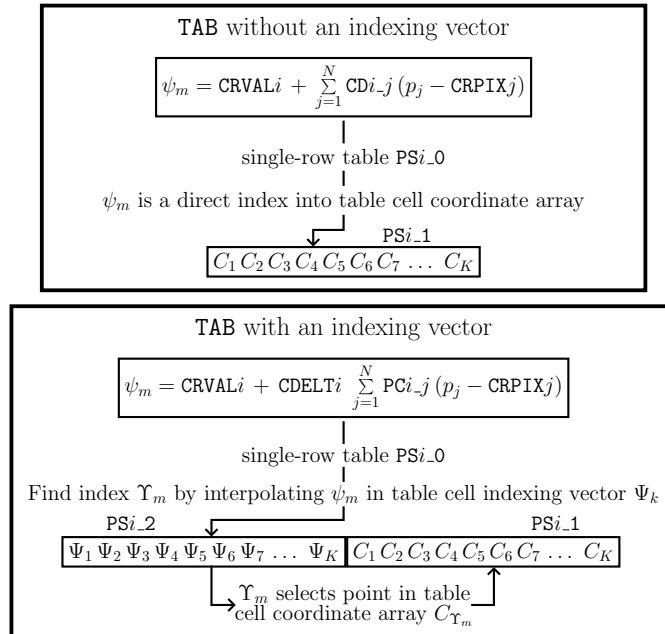 TAB without an indexing vector
ψ_m = CRVALi + ∑_{j=1}^{N} CDi_j (p_j − CRPIXj)
single-row table PSi_0
ψ_m is a direct index into table cell coordinate array
PSi_1
C_1 C_2 C_3 C_4 C_5 C_6 C_7 ... C_K
TAB with an indexing vector
ψ_m = CRVALi + CDELTi ∑_{j=1}^{N} PCi_j (p_j − CRPIXj)
single-row table PSi_0
Find index Υ_m by interpolating ψ_m in table cell indexing vector Ψ_k
PSi_2 PSi_1
Ψ_1 Ψ_2 Ψ_3 Ψ_4 Ψ_5 Ψ_6 Ψ_7 ... Ψ_K C_1 C_2 C_3 C_4 C_5 C_6 C_7 ... C_K
Υ_m selects point in table
cell coordinate array C_{Υ_m}